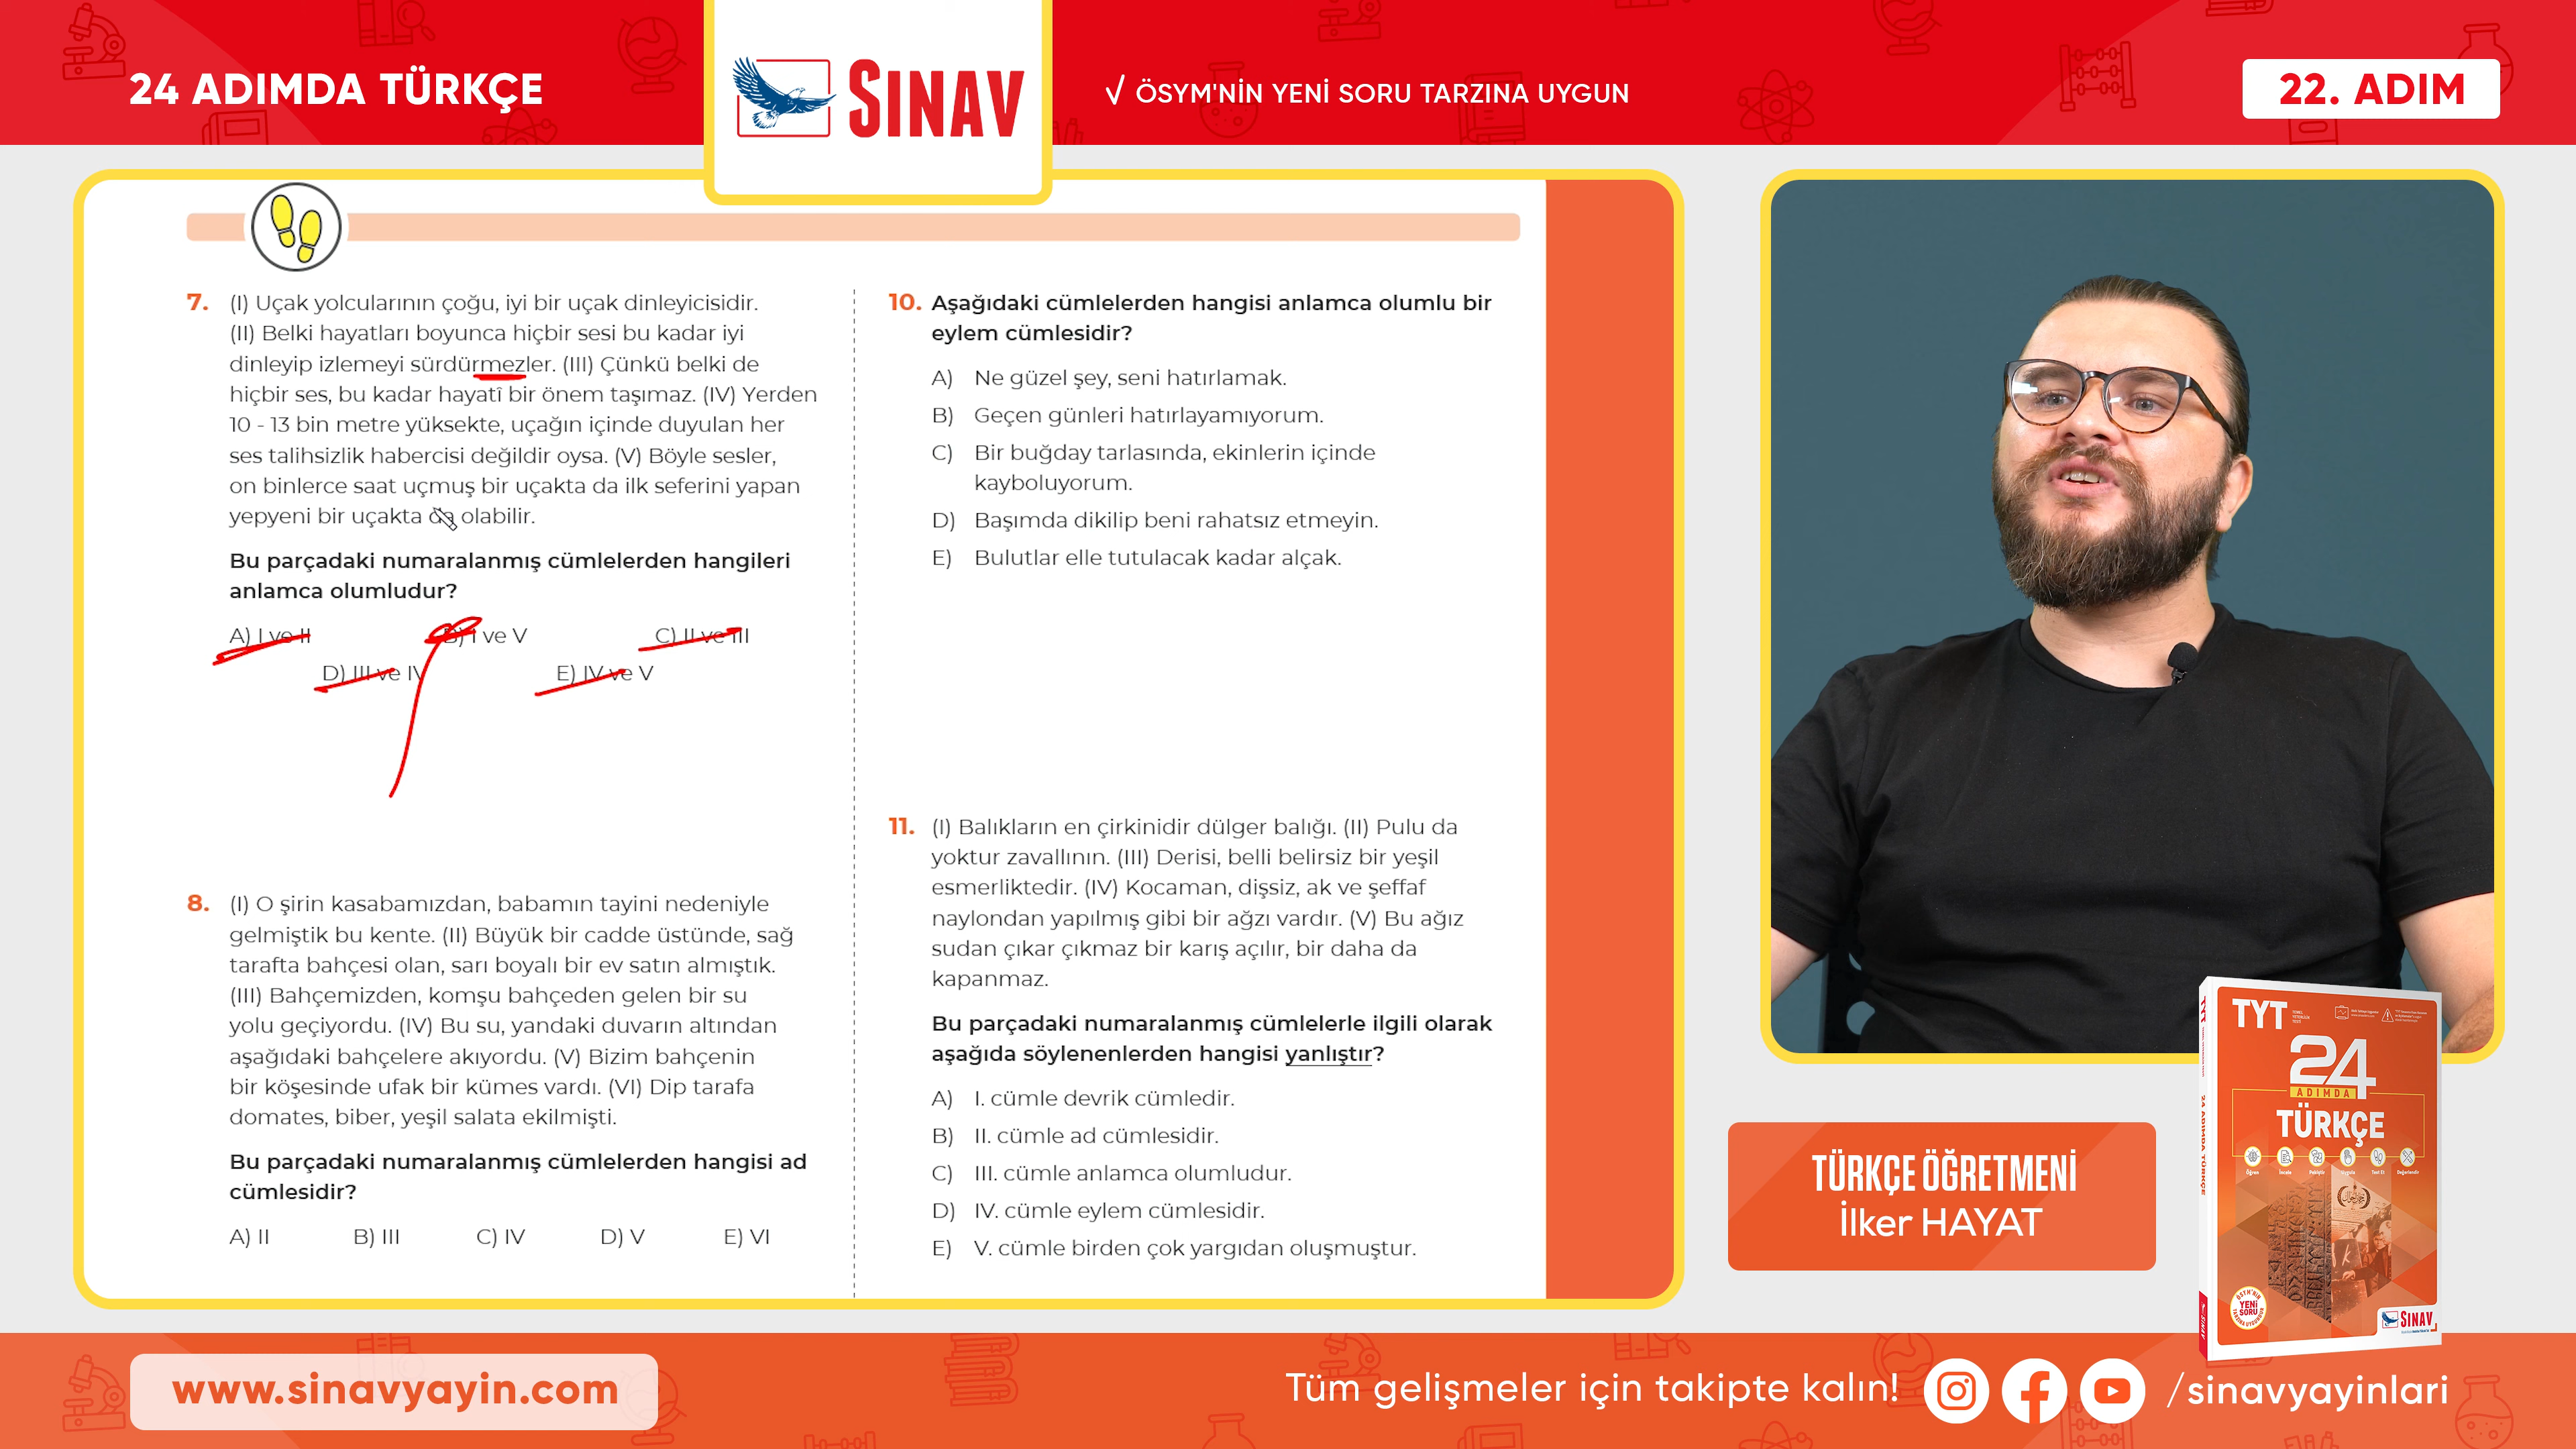 24 ADIMDA TÜRKÇE
SINAV
√ ÖSYM'NİN YENİ SORU TARZINA UYGUN
22. ADIM
7. (I) Uçak yolcularının çoğu, iyi bir uçak dinleyicisidir.
(II) Belki hayatları boyunca hiçbir sesi bu kadar iyi
dinleyip izlemeyi sürdürmezler. (III) Çünkü belki de
hiçbir ses, bu kadar hayatî bir önem taşımaz. (IV) Yerden
10 - 13 bin metre yüksekte, uçağın içinde duyulan her
ses talihsizlik habercisi değildir oysa. (V) Böyle sesler,
on binlerce saat uçmuş bir uçakta da ilk seferini yapan
yepyeni bir uçakta da olabilir.
Bu parçadaki numaralanmış cümlelerden hangileri
anlamca olumludur?
A) I ve II B) I ve V C) II ve III
D) III ve IV E) IV ve V
8. (I) O şirin kasabamızdan, babamın tayini nedeniyle
gelmiştik bu kente. (II) Büyük bir cadde üstünde, sağ
tarafta bahçesi olan, sarı boyalı bir ev satın almıştık.
(III) Bahçemizden, komşu bahçeden gelen bir su
yolu geçiyordu. (IV) Bu su, yandaki duvarın altından
aşağıdaki bahçelere akıyordu. (V) Bizim bahçenin
bir köşesinde ufak bir kümes vardı. (VI) Dip tarafa
domates, biber, yeşil salata ekilmişti.
Bu parçadaki numaralanmış cümlelerden hangisi ad
cümlesidir?
A) II B) III C) IV D) V E) VI
10. Aşağıdaki cümlelerden hangisi anlamca olumlu bir
eylem cümlesidir?
A) Ne güzel şey, seni hatırlamak.
B) Geçen günleri hatırlayamıyorum.
C) Bir buğday tarlasında, ekinlerin içinde
kayboluyorum.
D) Başımda dikilip beni rahatsız etmeyin.
E) Bulutlar elle tutulacak kadar alçak.
11. (I) Balıkların en çirkinidir dülger balığı. (II) Pulu da
yoktur zavallının. (III) Derisi, belli belirsiz bir yeşil
esmerliktedir. (IV) Kocaman, dişsiz, ak ve şeffaf
naylondan yapılmış gibi bir ağzı vardır. (V) Bu ağız
sudan çıkar çıkmaz bir karış açılır, bir daha da
kapanmaz.
Bu parçadaki numaralanmış cümlelerle ilgili olarak
aşağıda söylenenlerden hangisi yanlıştır?
A) I. cümle devrik cümledir.
B) II. cümle ad cümlesidir.
C) III. cümle anlamca olumludur.
D) IV. cümle eylem cümlesidir.
E) V. cümle birden çok yargıdan oluşmuştur.
TÜRKÇE ÖĞRETMENİ
İlker HAYAT
TYT
24
ADIMDA
TÜRKÇE
YENİ
SORU
SINAV
24 ADIMDA TÜRKÇE
SINAV
www.sinavyayin.com
Tüm gelişmeler için takipte kalın!
/sinavyayinlari